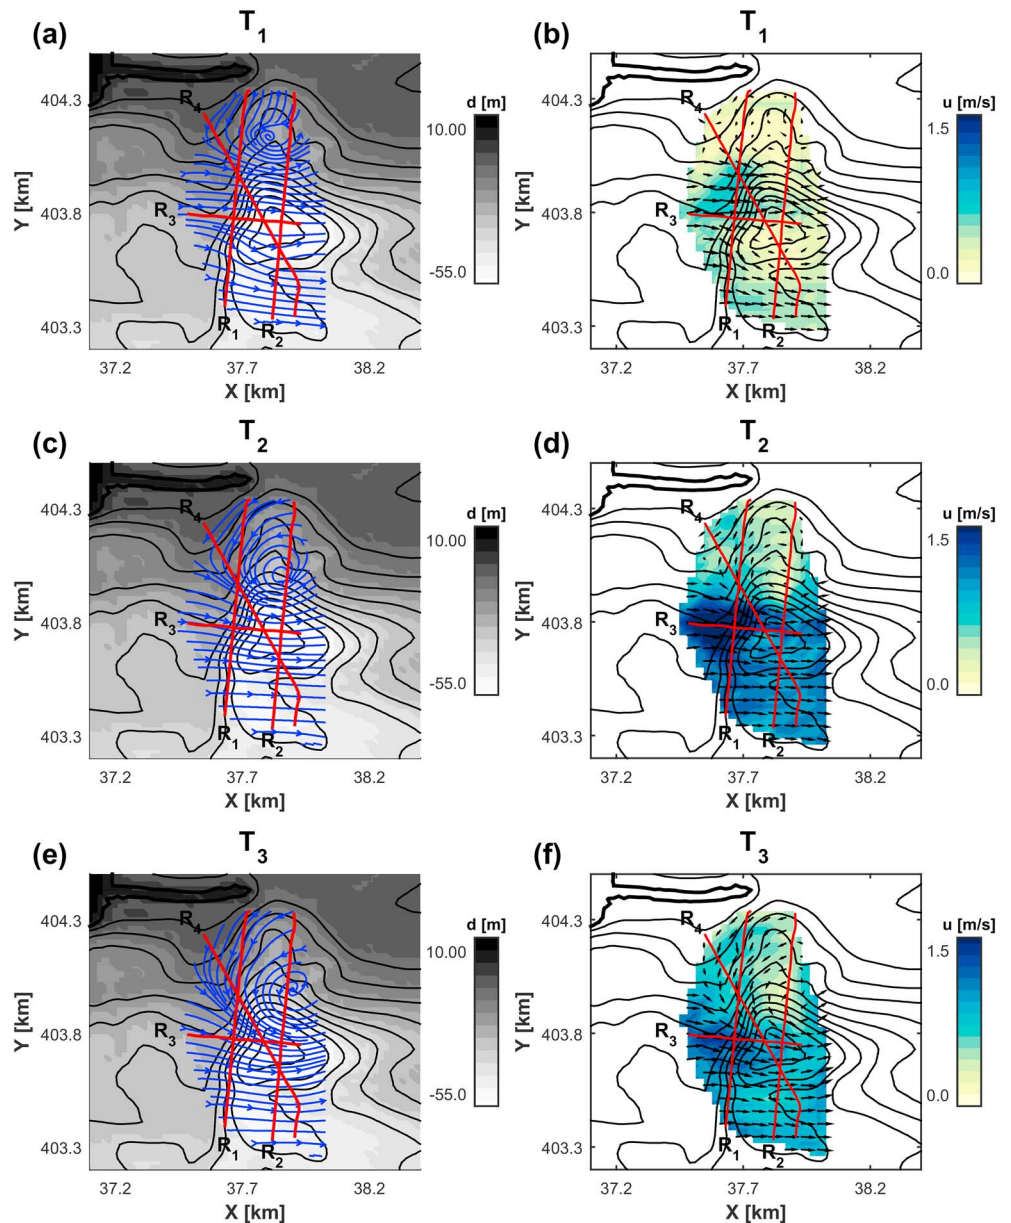 (a) T1 (b) T1
404.3 R4 d [m] 10.00 404.3 R4 u [m/s] 1.5
Y [km] 403.8 R3 Y [km] 403.8 R3
-55.0 0.0
403.3 R1 R2 403.3 R1 R2
37.2 37.7 38.2 37.2 37.7 38.2
X [km] X [km]
(c) T2 (d) T2
404.3 R4 d [m] 10.00 404.3 R4 u [m/s] 1.5
Y [km] 403.8 R3 Y [km] 403.8 R3
-55.0 0.0
403.3 R1 R2 403.3 R1 R2
37.2 37.7 38.2 37.2 37.7 38.2
X [km] X [km]
(e) T3 (f) T3
404.3 R4 d [m] 10.00 404.3 R4 u [m/s] 1.5
Y [km] 403.8 R3 Y [km] 403.8 R3
-55.0 0.0
403.3 R1 R2 403.3 R1 R2
37.2 37.7 38.2 37.2 37.7 38.2
X [km] X [km]